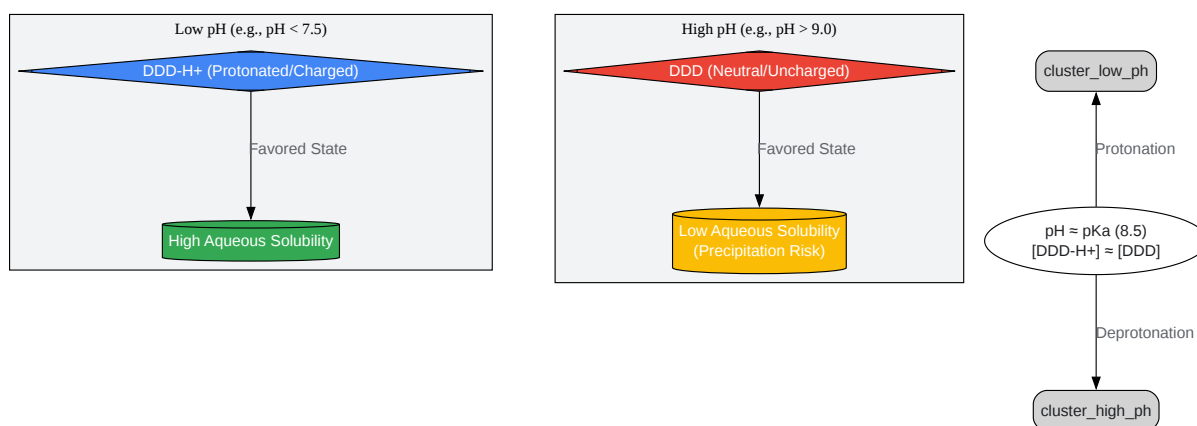 Low pH (e.g., pH < 7.5)
DDD-H+ (Protonated/Charged)
Favored State
High Aqueous Solubility
High pH (e.g., pH > 9.0)
DDD (Neutral/Uncharged)
Favored State
Low Aqueous Solubility
(Precipitation Risk)
cluster_low_ph
Protonation
pH ≈ pKa (8.5)
[DDD-H+] ≈ [DDD]
Deprotonation
cluster_high_ph